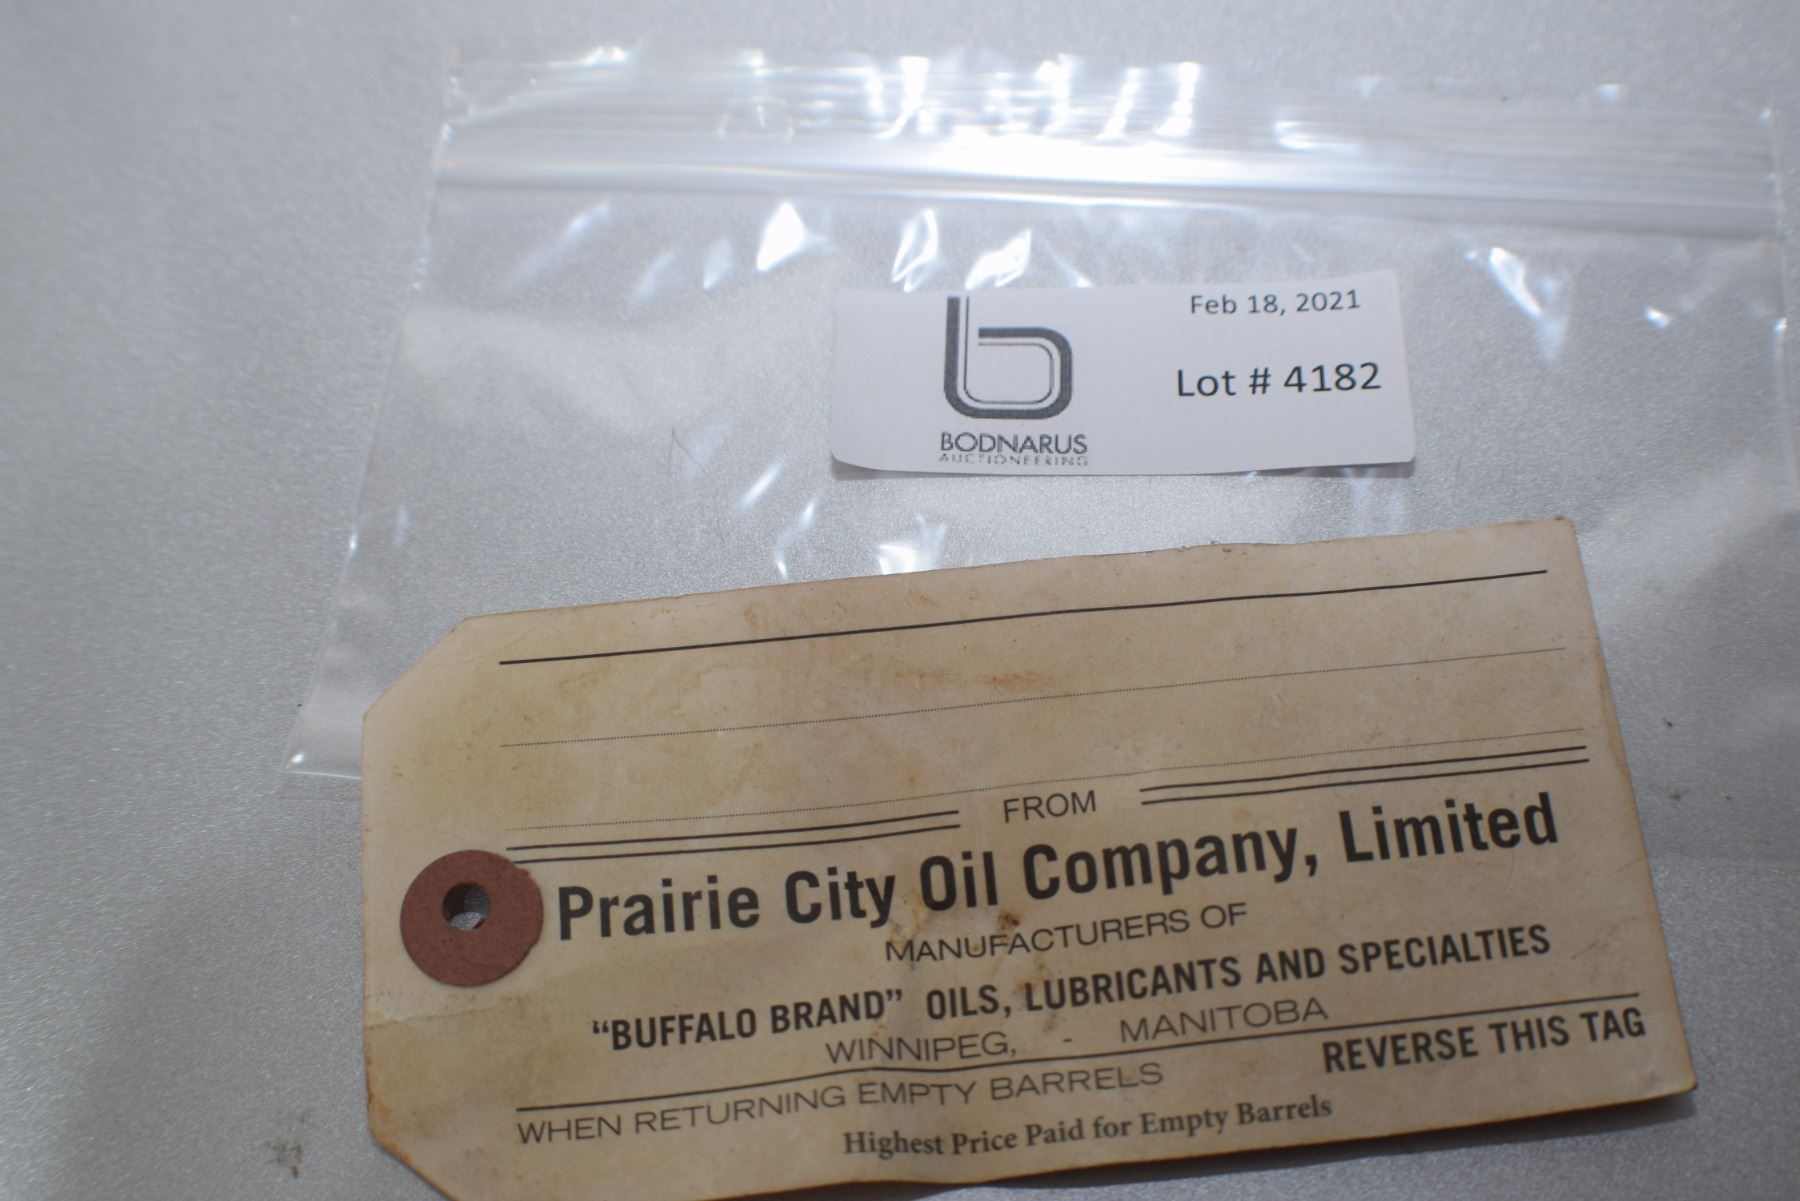 Feb 18, 2021
Lot # 4182
BODNARUS
AUCTIONEERING
FROM
Prairie City Oil Company, Limited
MANUFACTURERS OF
“BUFFALO BRAND” OILS, LUBRICANTS AND SPECIALTIES
WINNIPEG, - MANITOBA
WHEN RETURNING EMPTY BARRELS REVERSE THIS TAG
Highest Price Paid for Empty Barrels